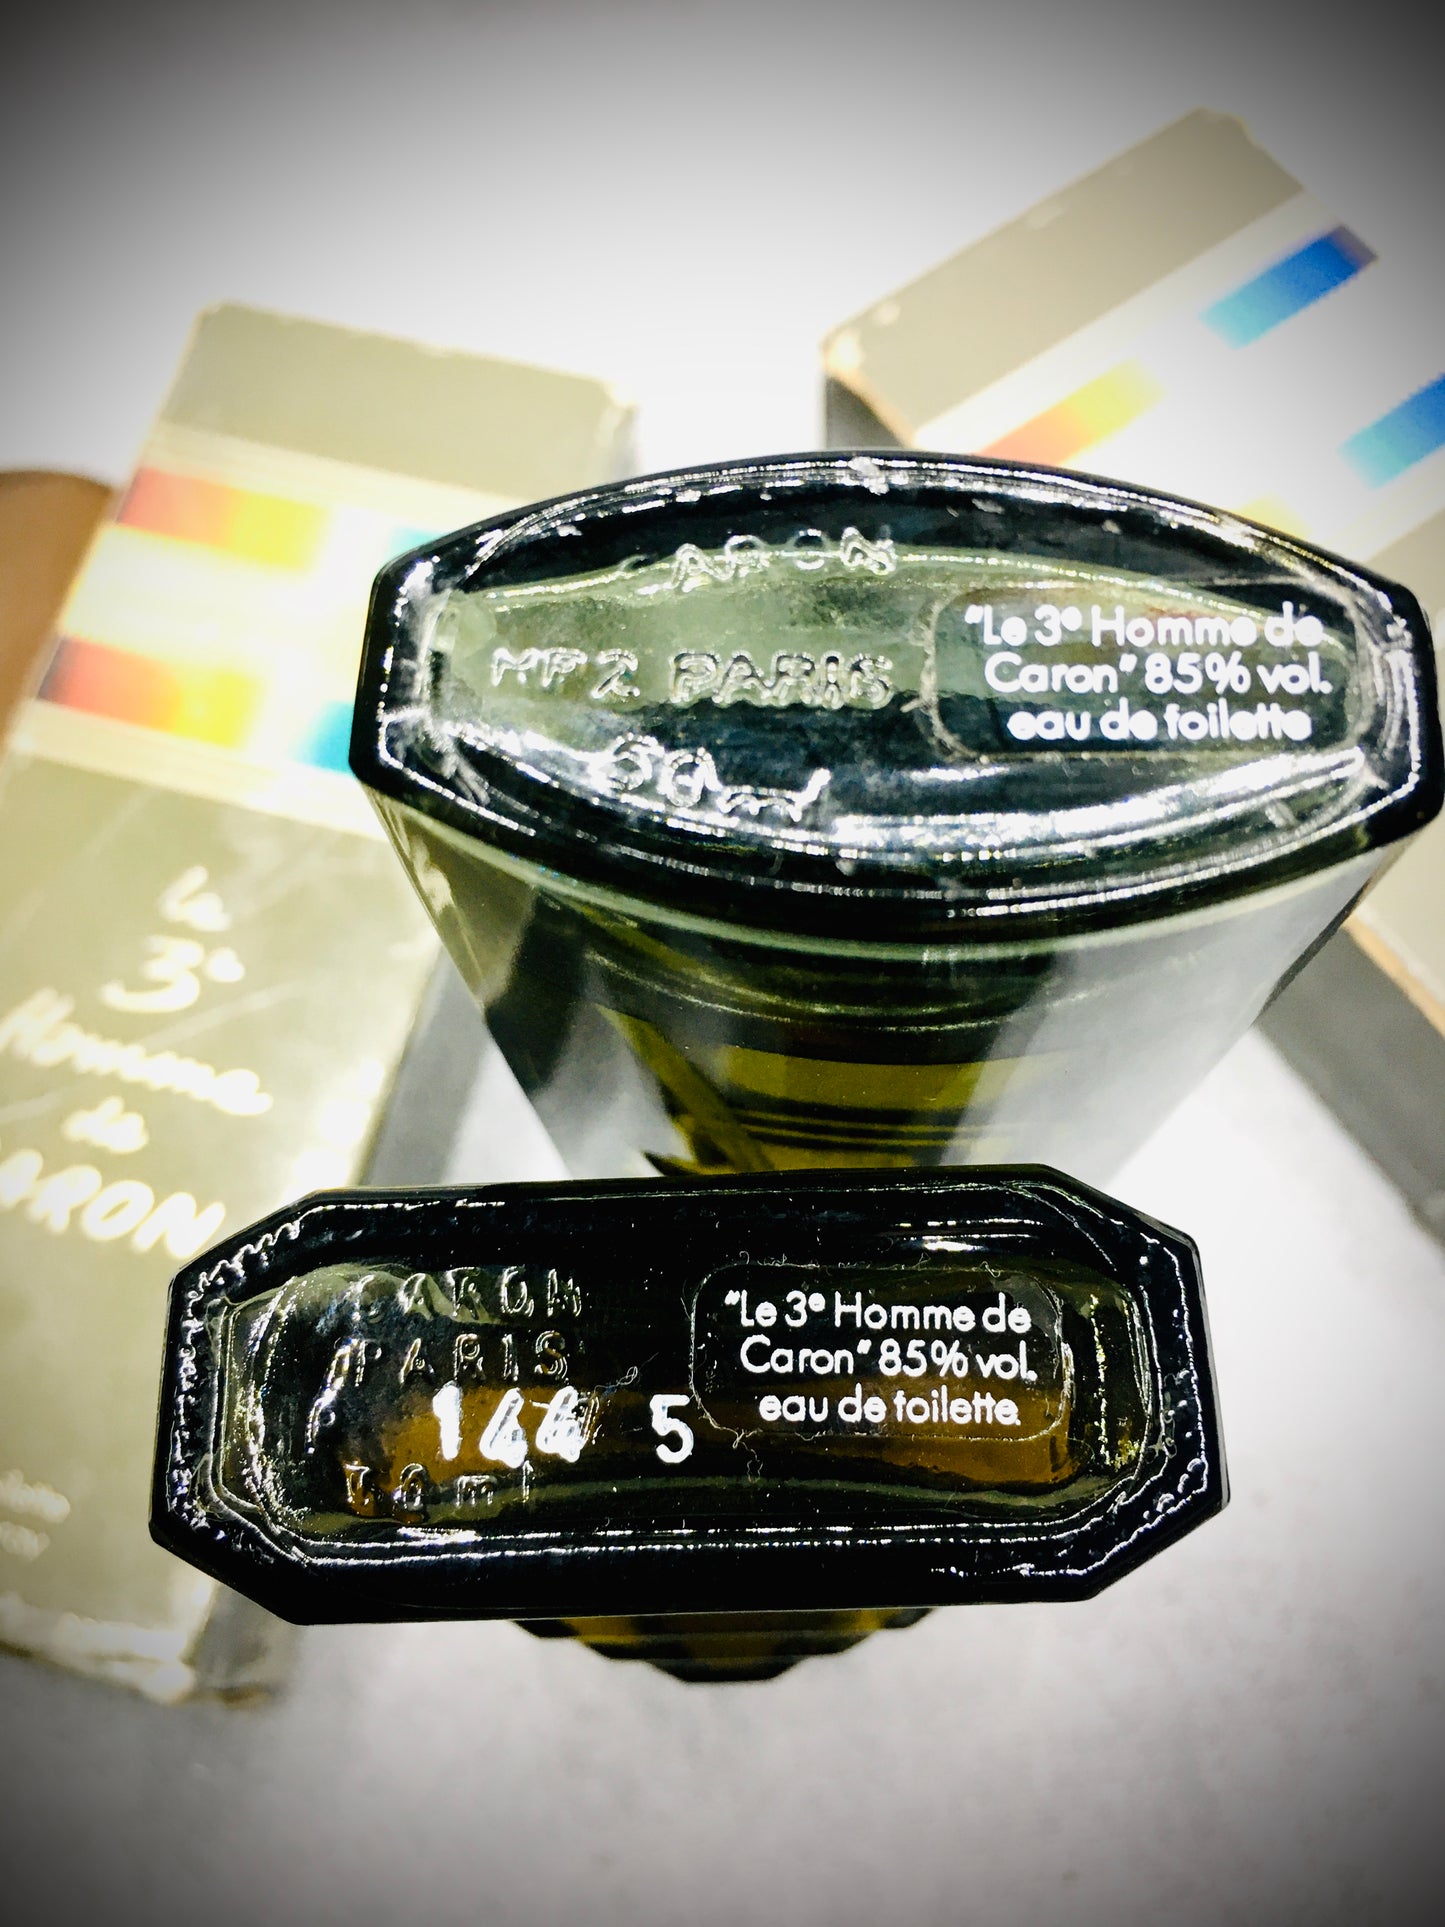 CARON
MP2 PARIS
"Le 3e Homme de
Caron" 85% vol.
eau de toilette
Le
3e
Homme
de
CARON
CARON
PARIS
P 144 5
"Le 3e Homme de
Caron" 85% vol.
eau de toilette